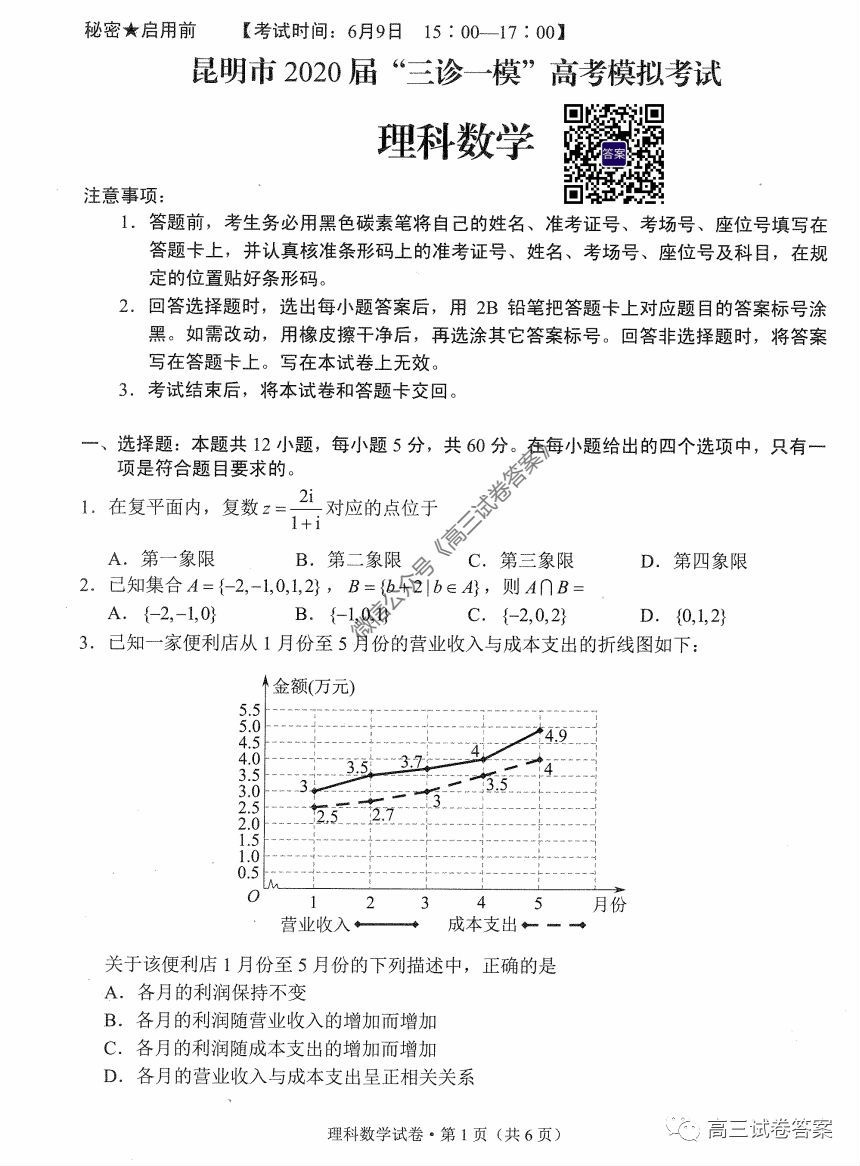 秘密★启用前 【考试时间：6月9日 15：00—17：00】
昆明市 2020 届“三诊一模”高考模拟考试
理科数学
答案
注意事项：
1．答题前，考生务必用黑色碳素笔将自己的姓名、准考证号、考场号、座位号填写在
答题卡上，并认真核准条形码上的准考证号、姓名、考场号、座位号及科目，在规
定的位置贴好条形码。
2．回答选择题时，选出每小题答案后，用 2B 铅笔把答题卡上对应题目的答案标号涂
黑。如需改动，用橡皮擦干净后，再选涂其它答案标号。回答非选择题时，将答案
写在答题卡上。写在本试卷上无效。
3．考试结束后，将本试卷和答题卡交回。
一、选择题：本题共 12 小题，每小题 5 分，共 60 分。在每小题给出的四个选项中，只有一
项是符合题目要求的。
1．在复平面内，复数 z = 2i/(1+i) 对应的点位于
A．第一象限 B．第二象限 C．第三象限 D．第四象限
2．已知集合 A = {−2,−1,0,1,2}，B = {b+2 | b∈A}，则 A∩B =
A．{−2,−1,0} B．{−1,0,1} C．{−2,0,2} D．{0,1,2}
3．已知一家便利店从 1 月份至 5 月份的营业收入与成本支出的折线图如下：
金额(万元)
5.5
5.0
4.5
4.0
3.5
3.0
2.5
2.0
1.5
1.0
0.5
O
3 3.5 3.7 4 4.9
2.5 2.7 3 3.5 4
1 2 3 4 5 月份
营业收入 成本支出
关于该便利店 1 月份至 5 月份的下列描述中，正确的是
A．各月的利润保持不变
B．各月的利润随营业收入的增加而增加
C．各月的利润随成本支出的增加而增加
D．各月的营业收入与成本支出呈正相关关系
理科数学试卷·第 1 页（共 6 页）
微信公众号《高三试卷答案》
高三试卷答案